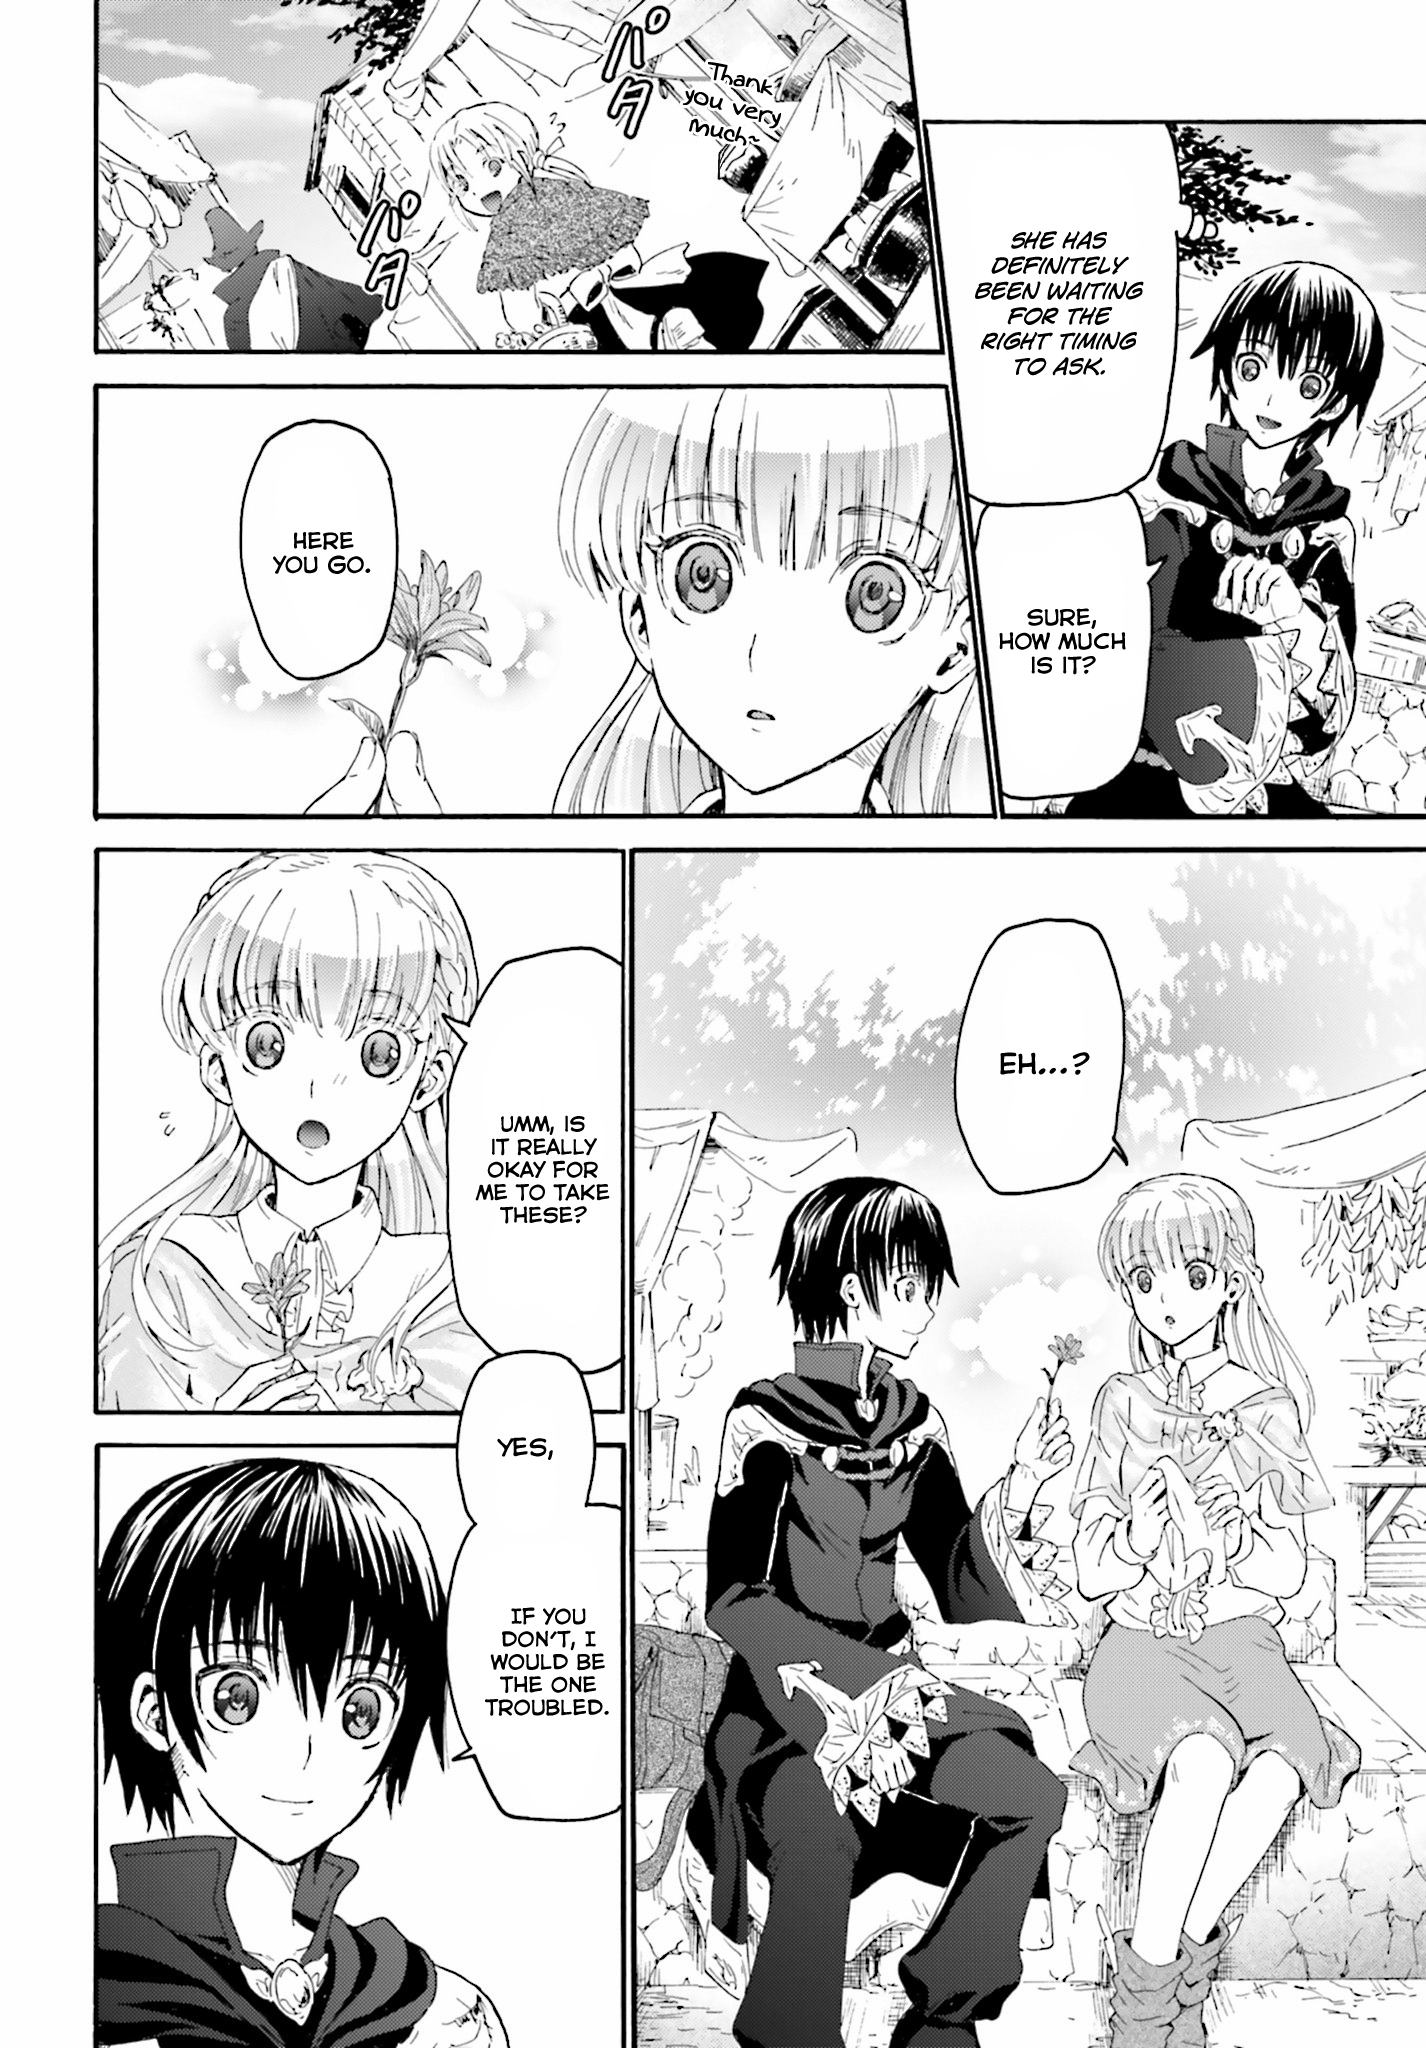 SHE HAS
DEFINITELY
BEEN WAITING
FOR THE
RIGHT TIMING
TO ASK.
SURE,
HOW MUCH
IS IT?
Thank
you very
much~
パタ
パタ
HERE
YOU GO.
EH...?
UMM, IS
IT REALLY
OKAY FOR
ME TO TAKE
THESE?
YES,
IF YOU
DON'T, I
WOULD BE
THE ONE
TROUBLED.